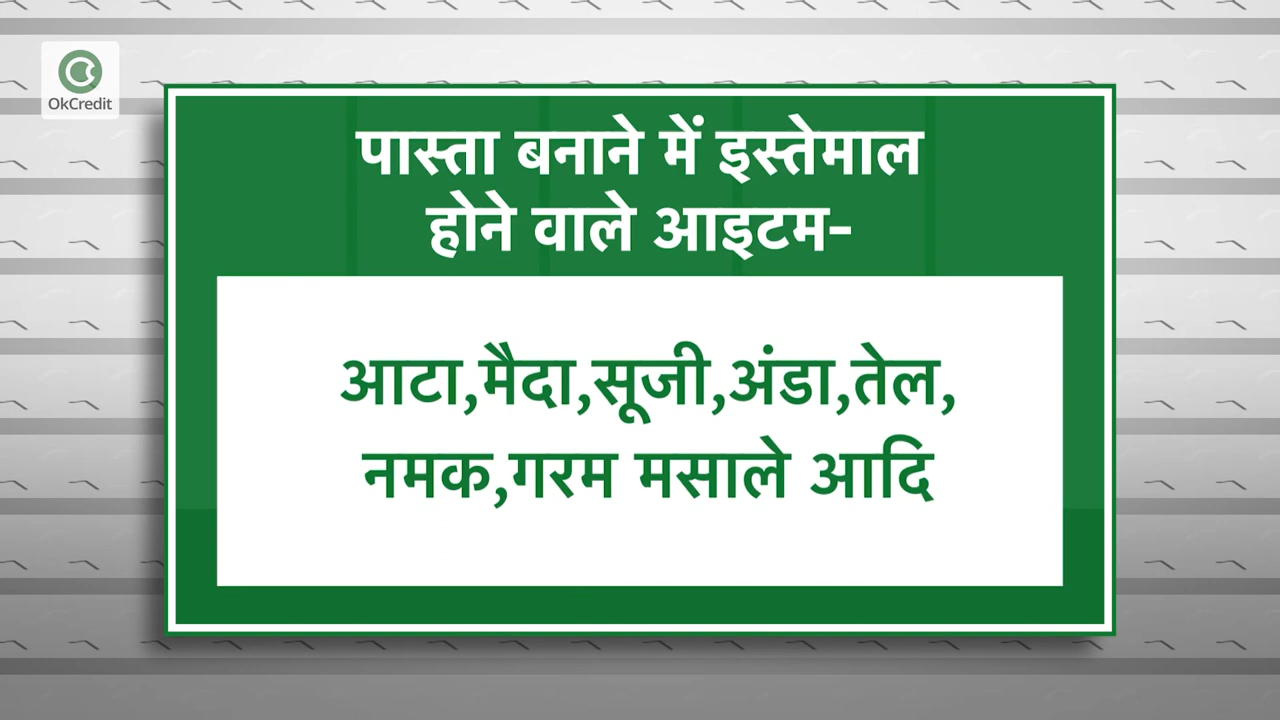 OkCredit
पास्ता बनाने में इस्तेमाल
होने वाले आइटम-
आटा,मैदा,सूजी,अंडा,तेल,
नमक,गरम मसाले आदि